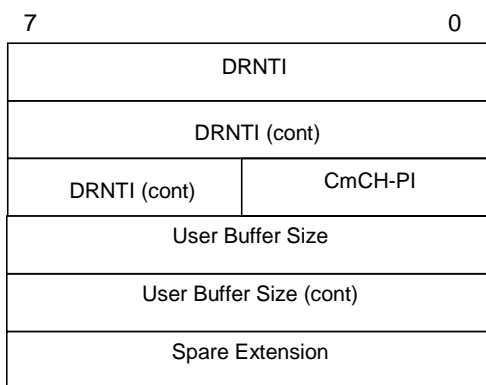 7 0
DRNTI
DRNTI (cont)
DRNTI (cont) CmCH-PI
User Buffer Size
User Buffer Size (cont)
Spare Extension